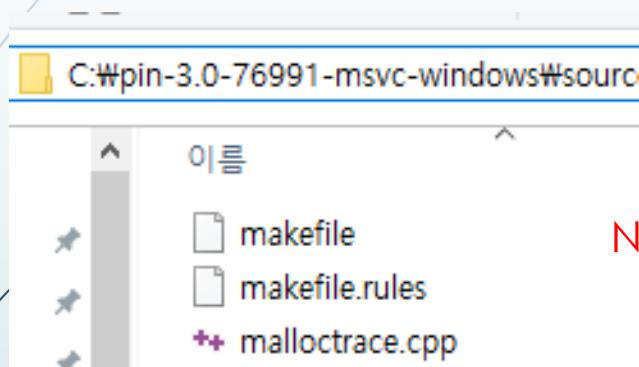 C:₩pin-3.0-76991-msvc-windows₩sourc
이름
makefile
N
makefile.rules
malloctrace.cpp